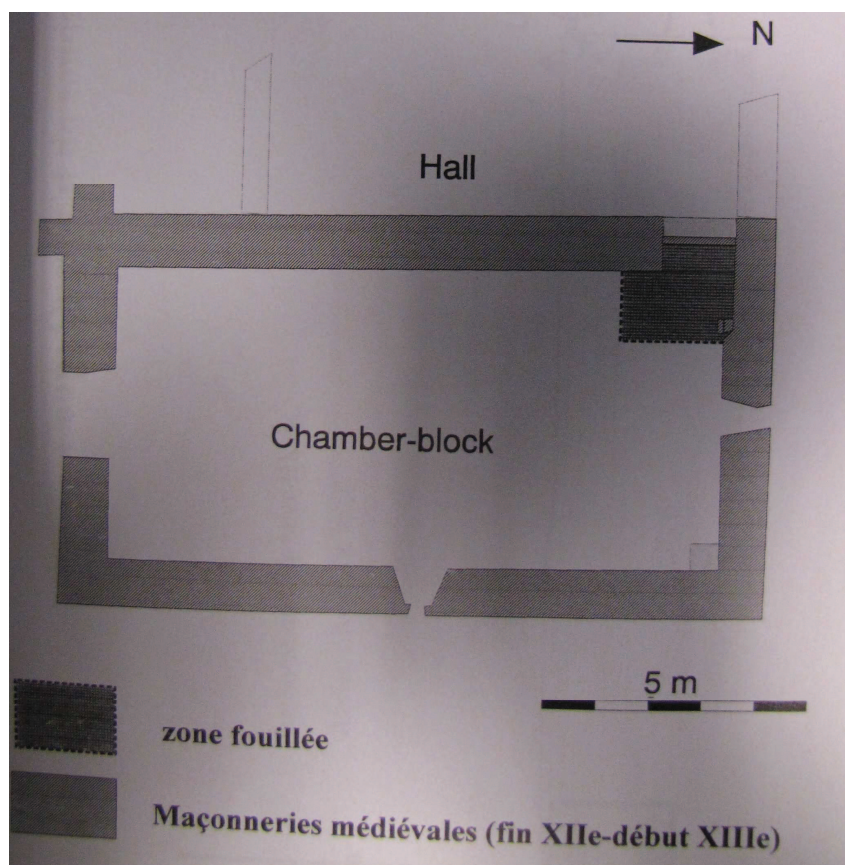 N
Hall
Chamber-block
5 m
zone fouillée
Maçonneries médiévales (fin XIIe-début XIIIe)